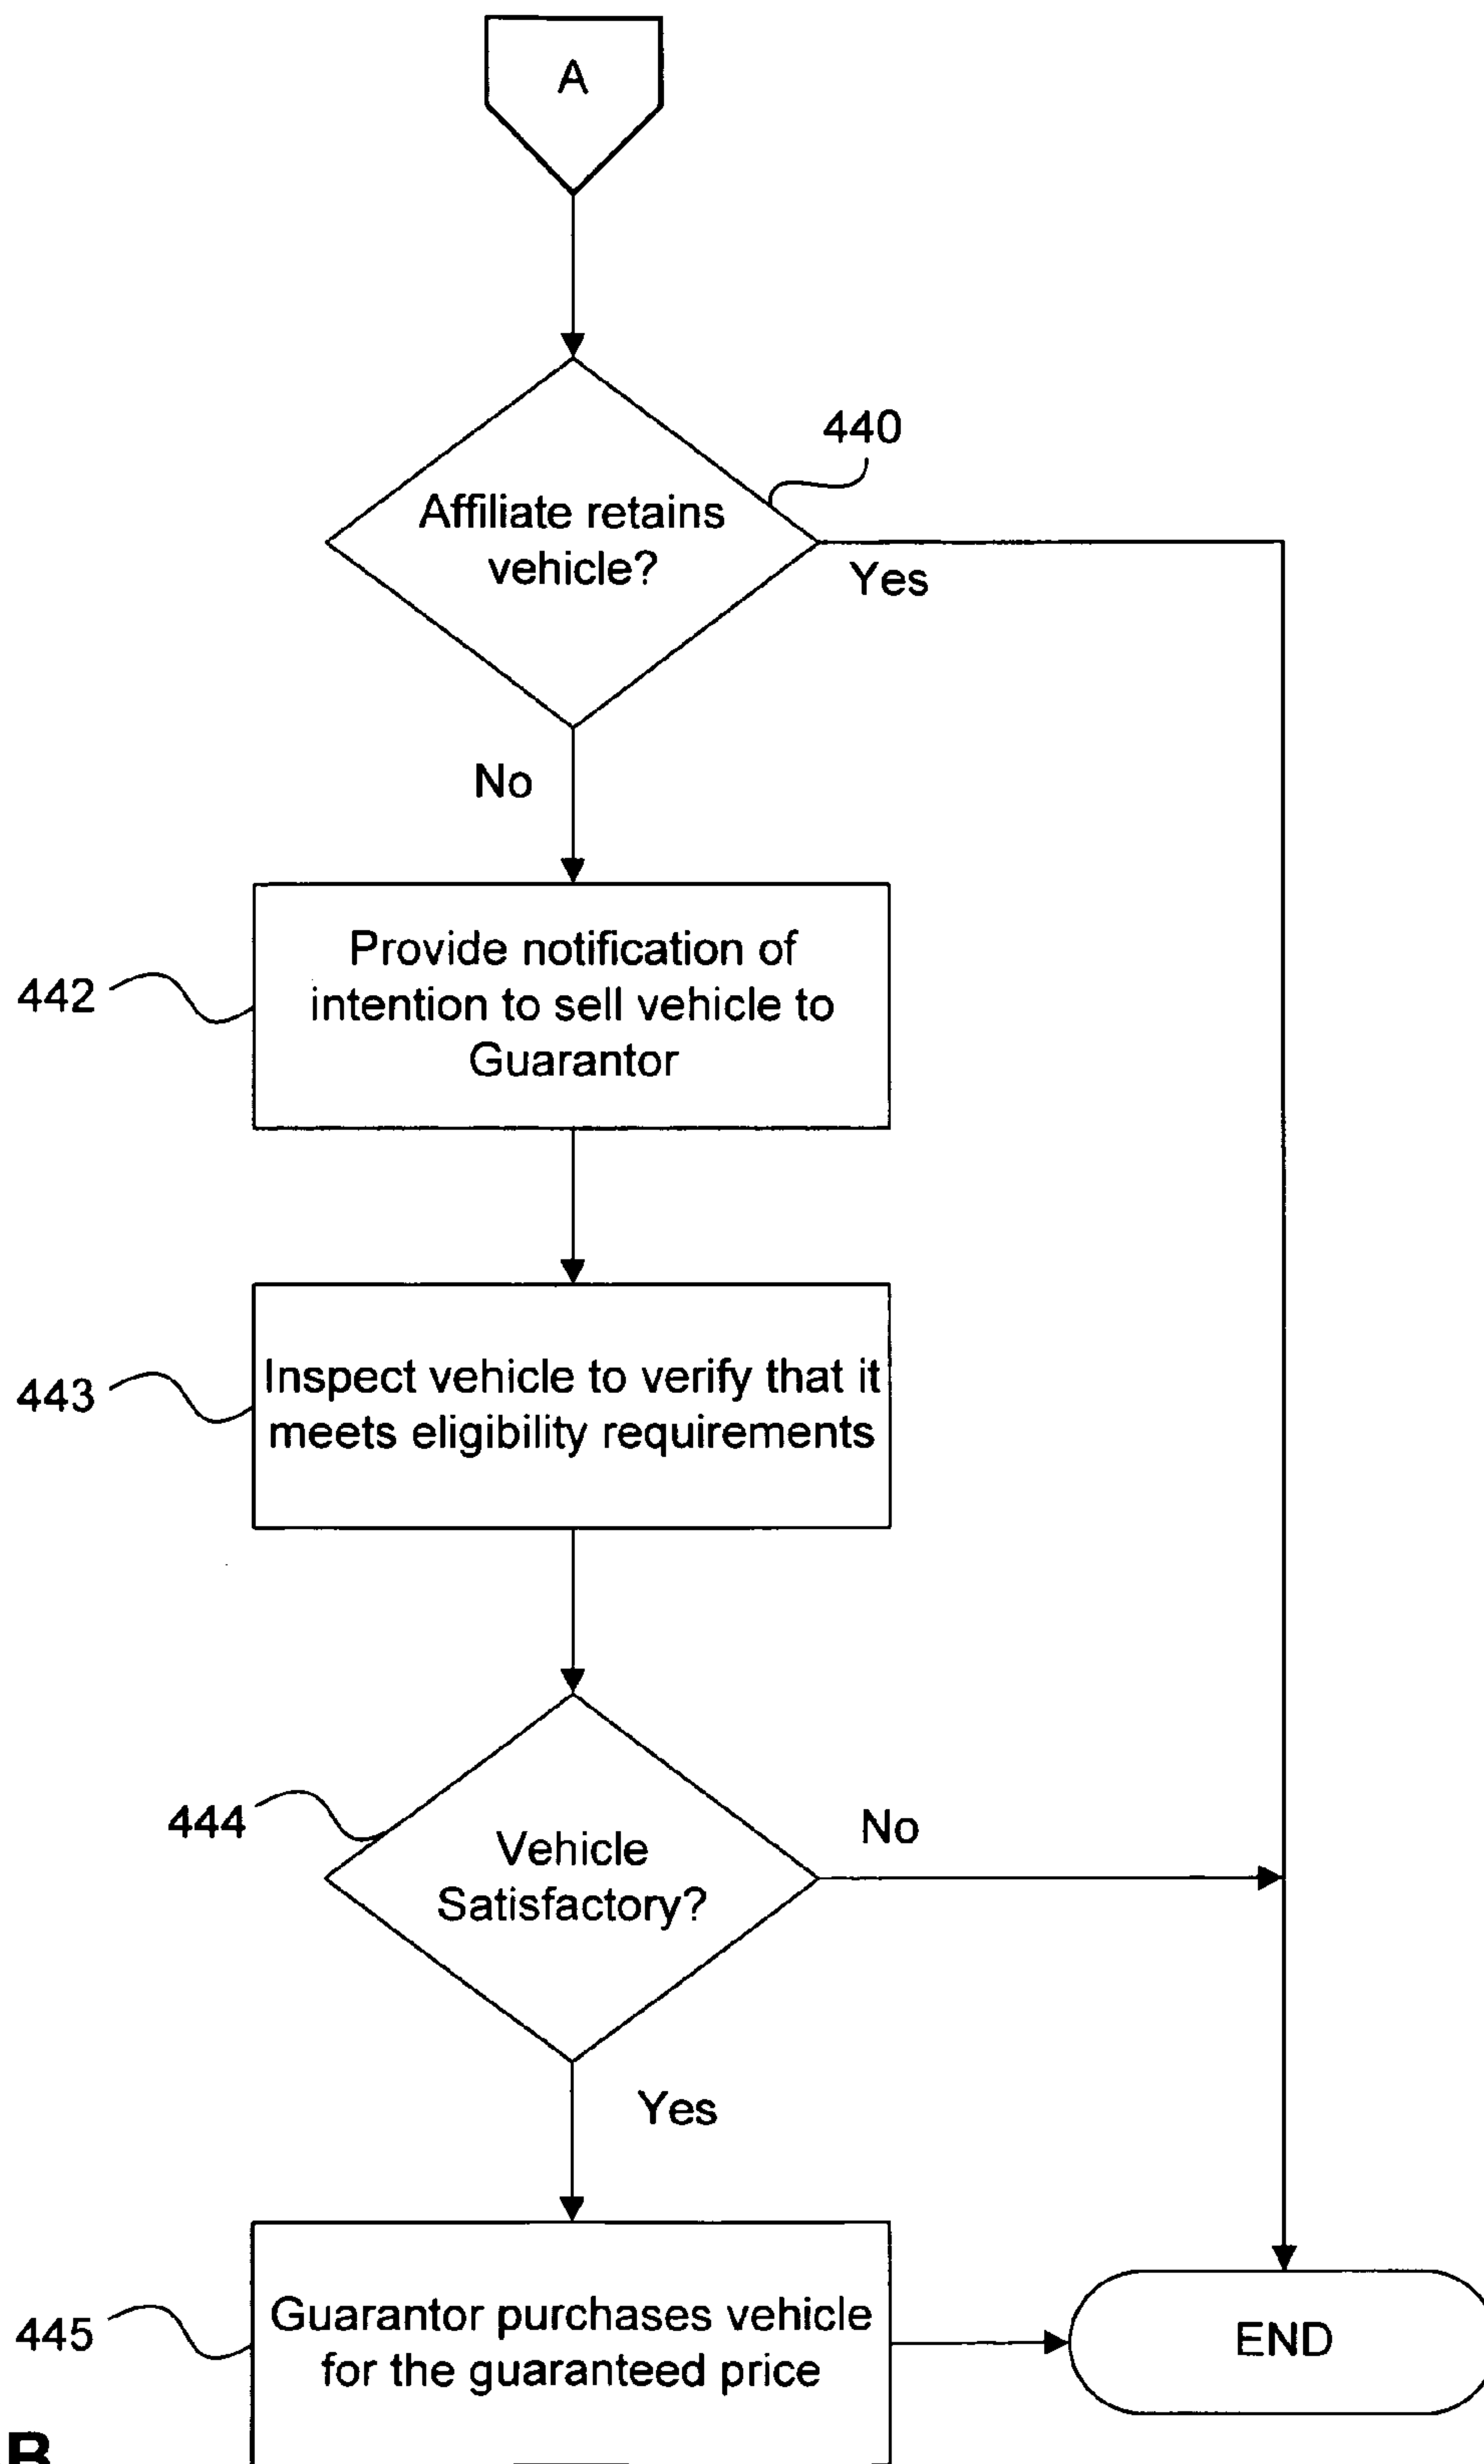 A
440
Affiliate retains
vehicle?
Yes
No
442
Provide notification of
intention to sell vehicle to
Guarantor
443
Inspect vehicle to verify that it
meets eligibility requirements
444
Vehicle
Satisfactory?
No
Yes
445
Guarantor purchases vehicle
for the guaranteed price
END
B